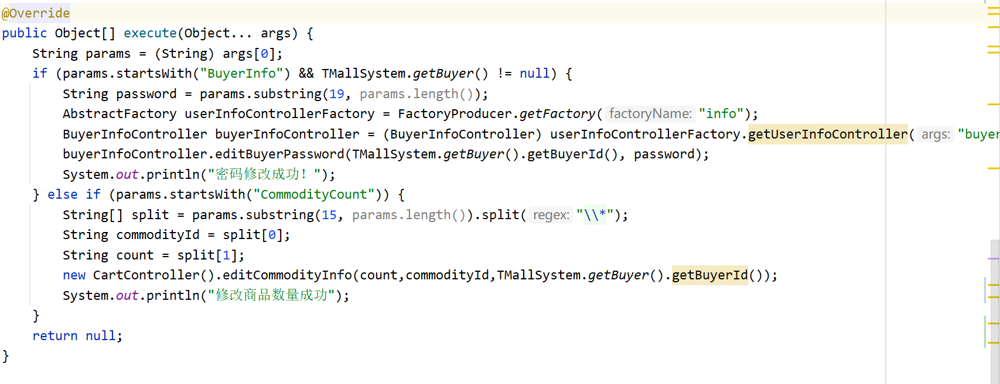 @Override
public Object[] execute(Object... args) {
    String params = (String) args[0];
    if (params.startsWith("BuyerInfo") && TMallSystem.getBuyer() != null) {
        String password = params.substring(19, params.length());
        AbstractFactory userInfoControllerFactory = FactoryProducer.getFactory( factoryName: "info");
        BuyerInfoController buyerInfoController = (BuyerInfoController) userInfoControllerFactory.getUserInfoController( args: "buyer
        buyerInfoController.editBuyerPassword(TMallSystem.getBuyer().getBuyerId(), password);
        System.out.println("密码修改成功！");
    } else if (params.startsWith("CommodityCount")) {
        String[] split = params.substring(15, params.length()).split( regex: "\\*");
        String commodityId = split[0];
        String count = split[1];
        new CartController().editCommodityInfo(count,commodityId,TMallSystem.getBuyer().getBuyerId());
        System.out.println("修改商品数量成功");
    }
    return null;
}